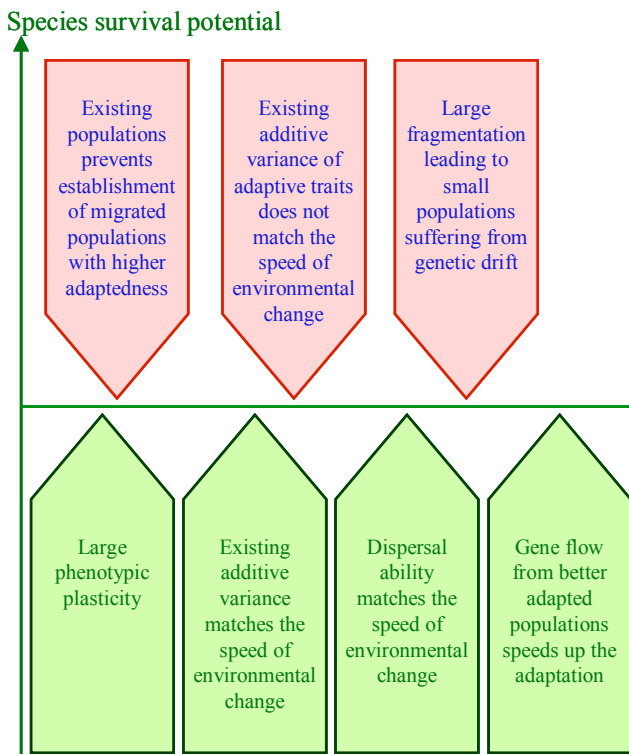 Species survival potential
Existing
populations
prevents
establishment
of migrated
populations
with higher
adaptedness
Existing
additive
variance of
adaptive traits
does not
match the
speed of
environmental
change
Large
fragmentation
leading to
small
populations
suffering from
genetic drift
Large
phenotypic
plasticity
Existing
additive
variance
matches the
speed of
environmental
change
Dispersal
ability
matches the
speed of
environmental
change
Gene flow
from better
adapted
populations
speeds up the
adaptation